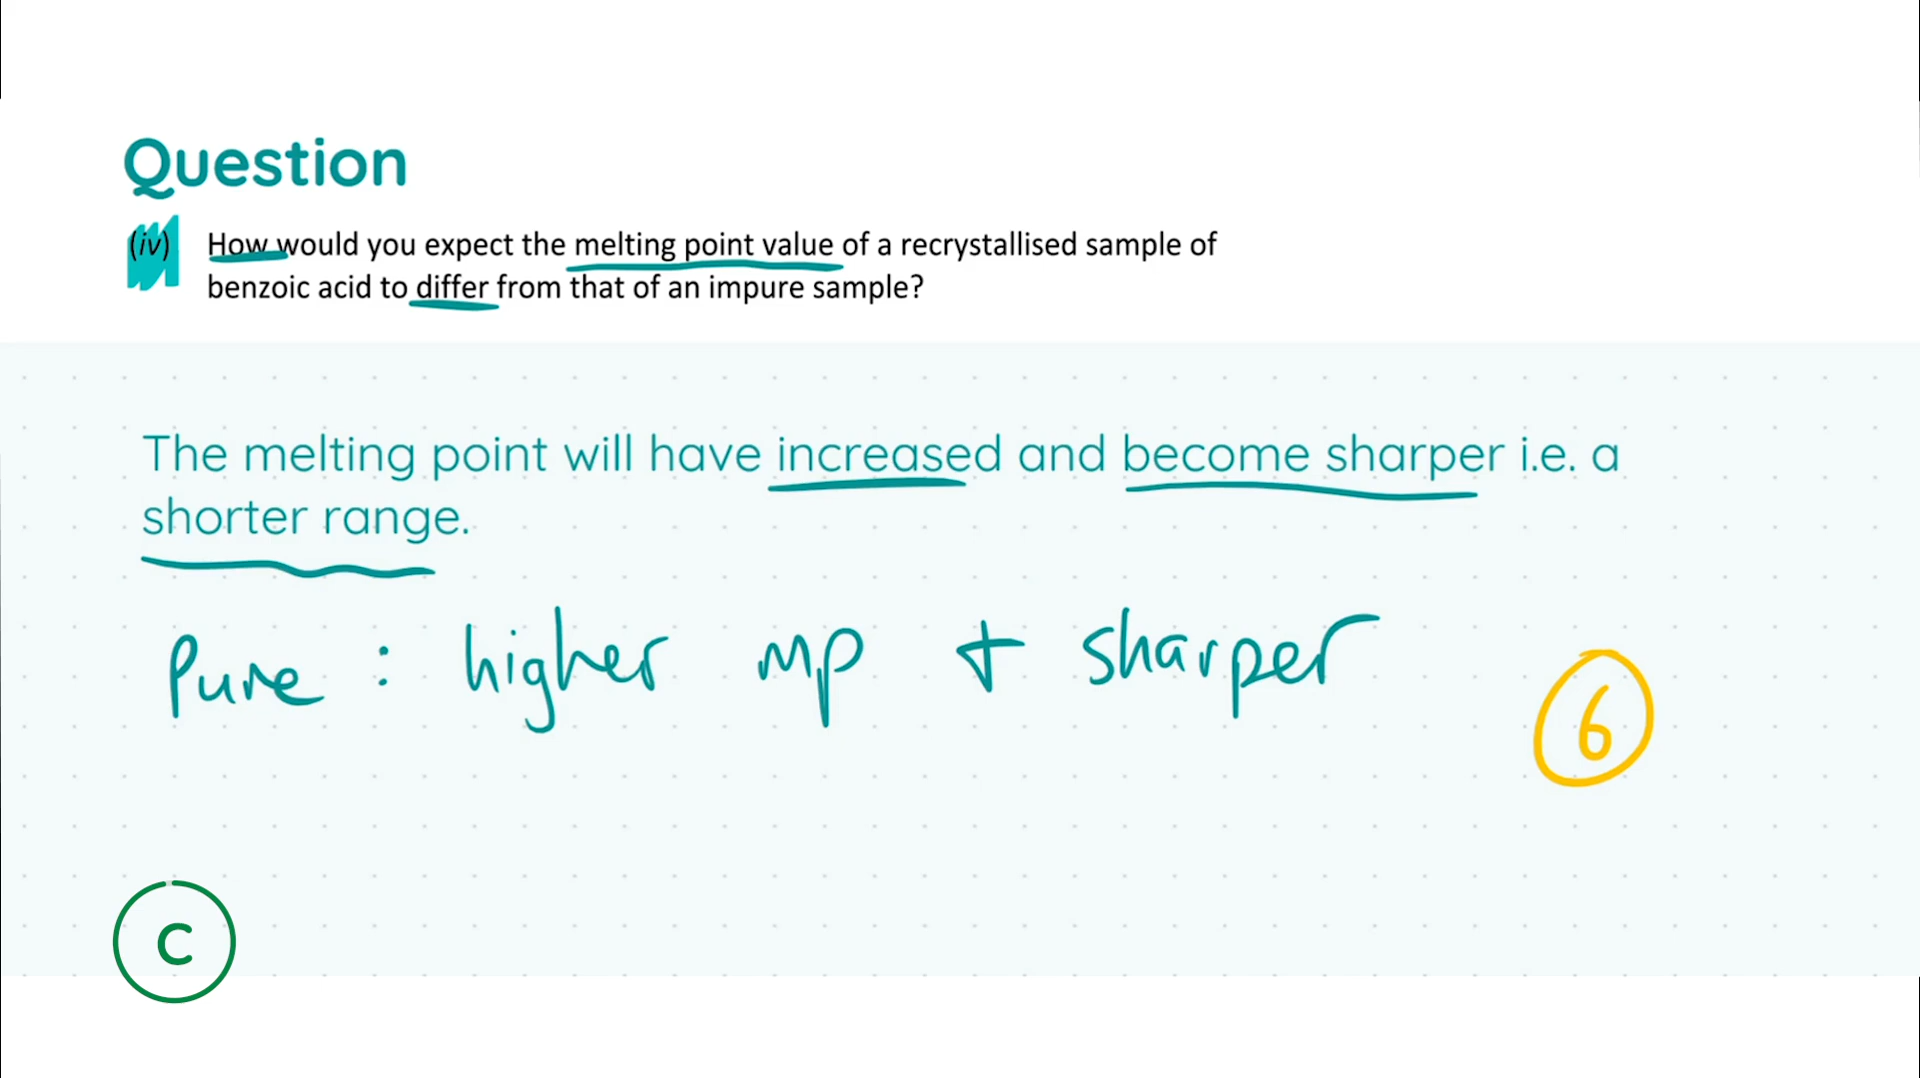 Question
(iv) How would you expect the melting point value of a recrystallised sample of
benzoic acid to differ from that of an impure sample?
The melting point will have increased and become sharper i.e. a
shorter range.
Pure : higher mp + sharper
6
C